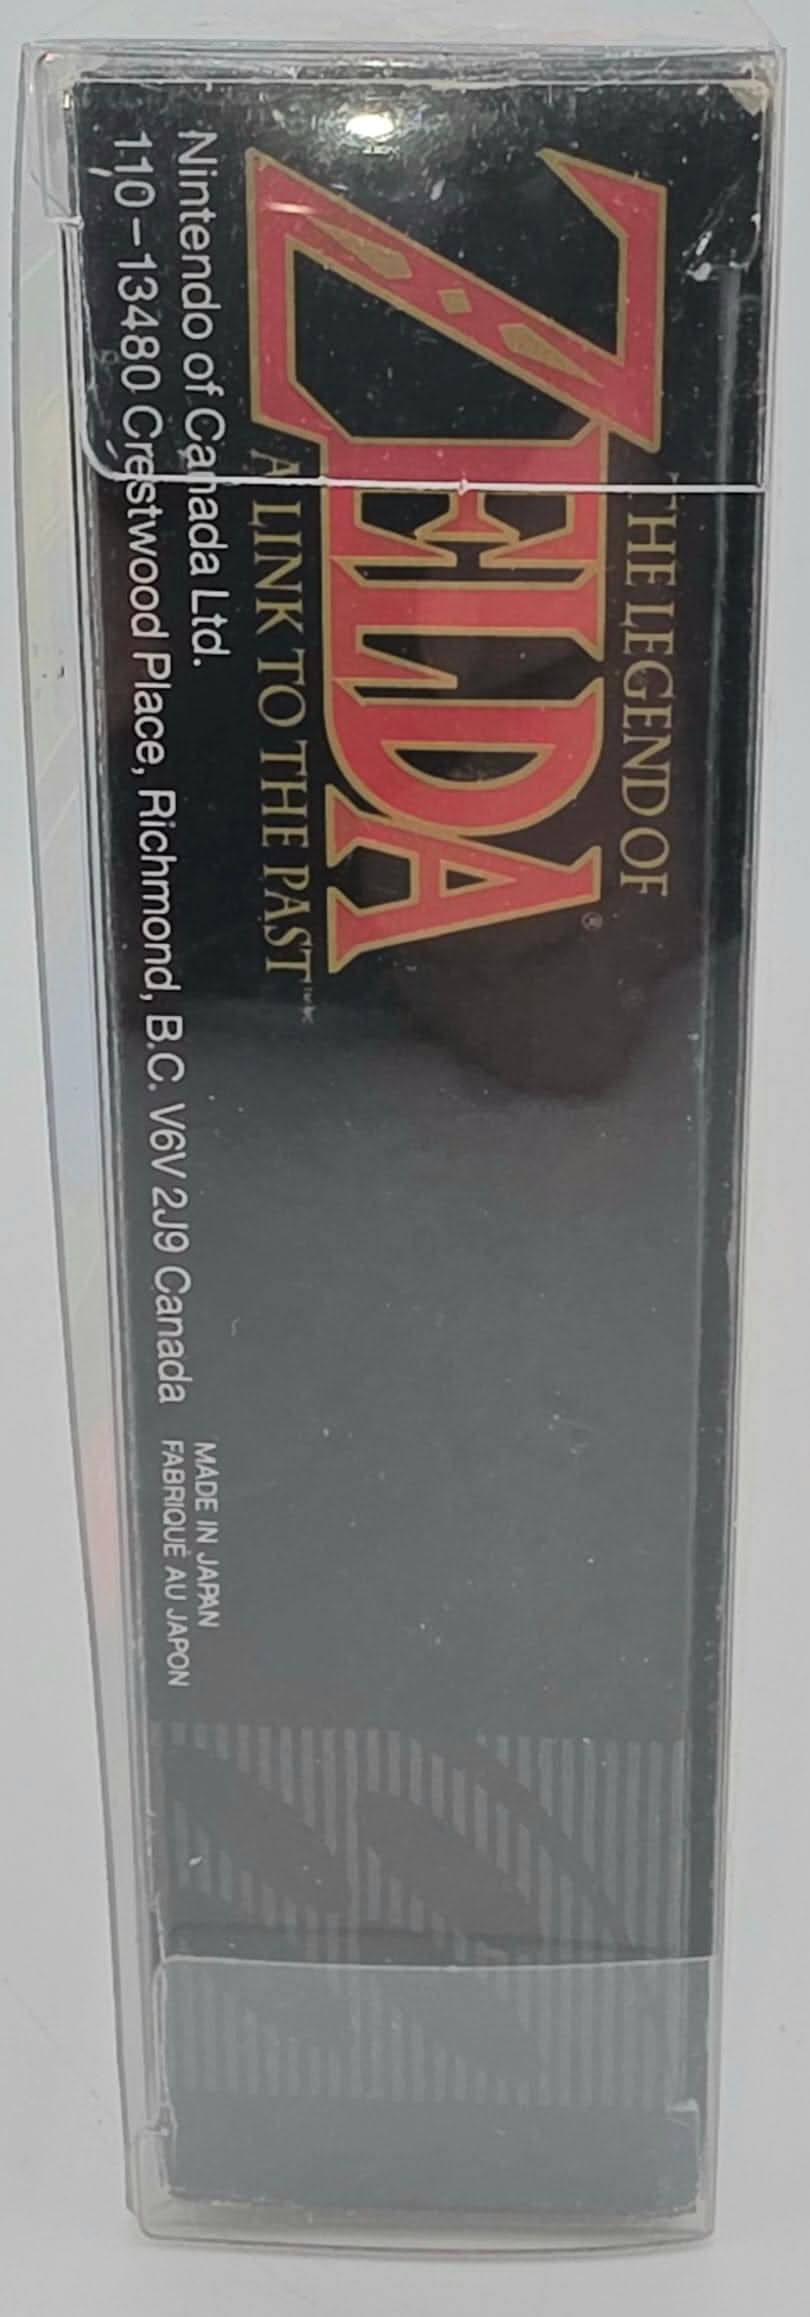 THE LEGEND OF
ZELDA®
A LINK TO THE PAST™
Nintendo of Canada Ltd.
110-13480 Crestwood Place, Richmond, B.C. V6V 2J9 Canada
MADE IN JAPAN
FABRIQUÉ AU JAPON